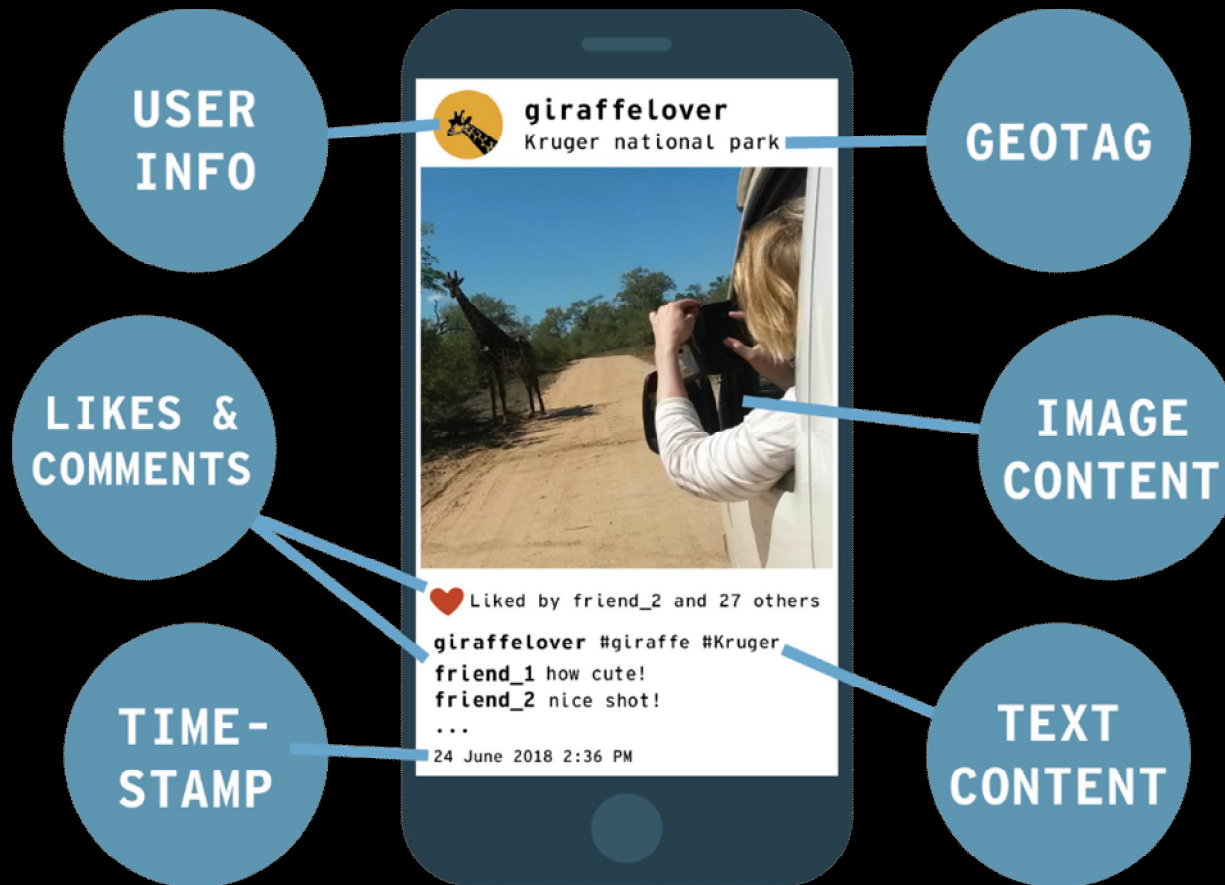 USER
INFO
giraffelover
Kruger national park
GEOTAG
LIKES &
COMMENTS
IMAGE
CONTENT
Liked by friend_2 and 27 others
giraffelover #giraffe #Kruger
friend_1 how cute!
friend_2 nice shot!
...
24 June 2018 2:36 PM
TIME-
STAMP
TEXT
CONTENT